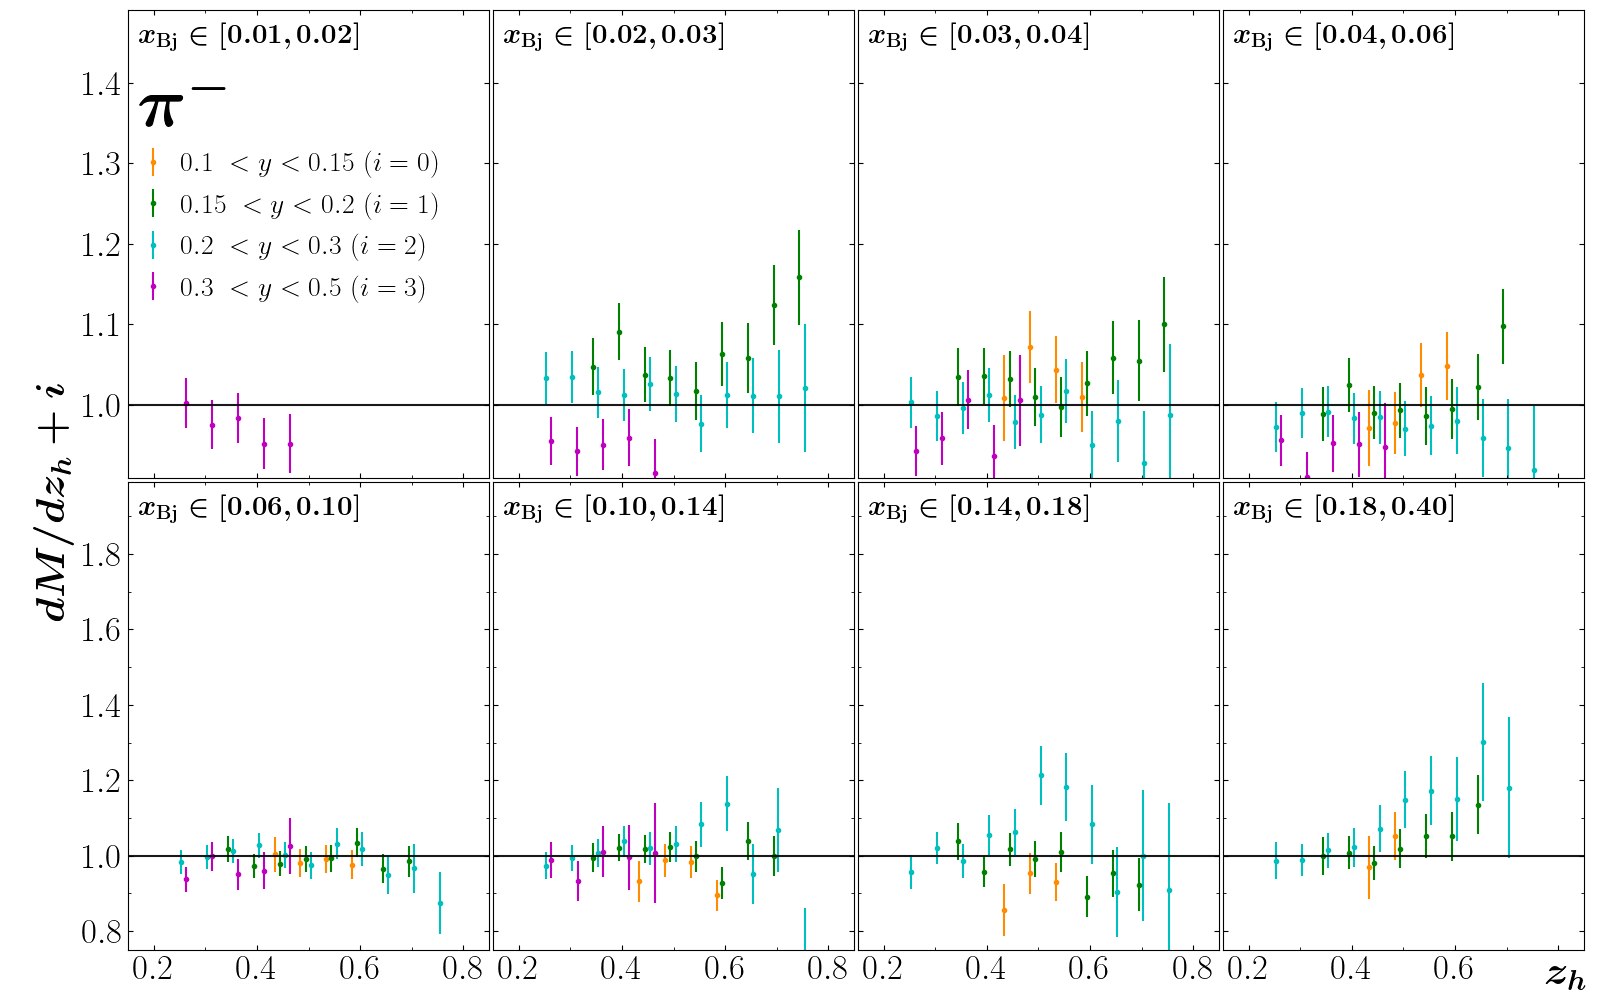 x_Bj ∈ [0.01, 0.02]
x_Bj ∈ [0.02, 0.03]
x_Bj ∈ [0.03, 0.04]
x_Bj ∈ [0.04, 0.06]
π⁻
0.1 < y < 0.15 (i = 0)
0.15 < y < 0.2 (i = 1)
0.2 < y < 0.3 (i = 2)
0.3 < y < 0.5 (i = 3)
1.4
1.3
1.2
1.1
1.0
dM/dz_h + i
x_Bj ∈ [0.06, 0.10]
x_Bj ∈ [0.10, 0.14]
x_Bj ∈ [0.14, 0.18]
x_Bj ∈ [0.18, 0.40]
1.8
1.6
1.4
1.2
1.0
0.8
0.2 0.4 0.6 0.8
0.2 0.4 0.6 0.8
0.2 0.4 0.6 0.8
0.2 0.4 0.6
z_h